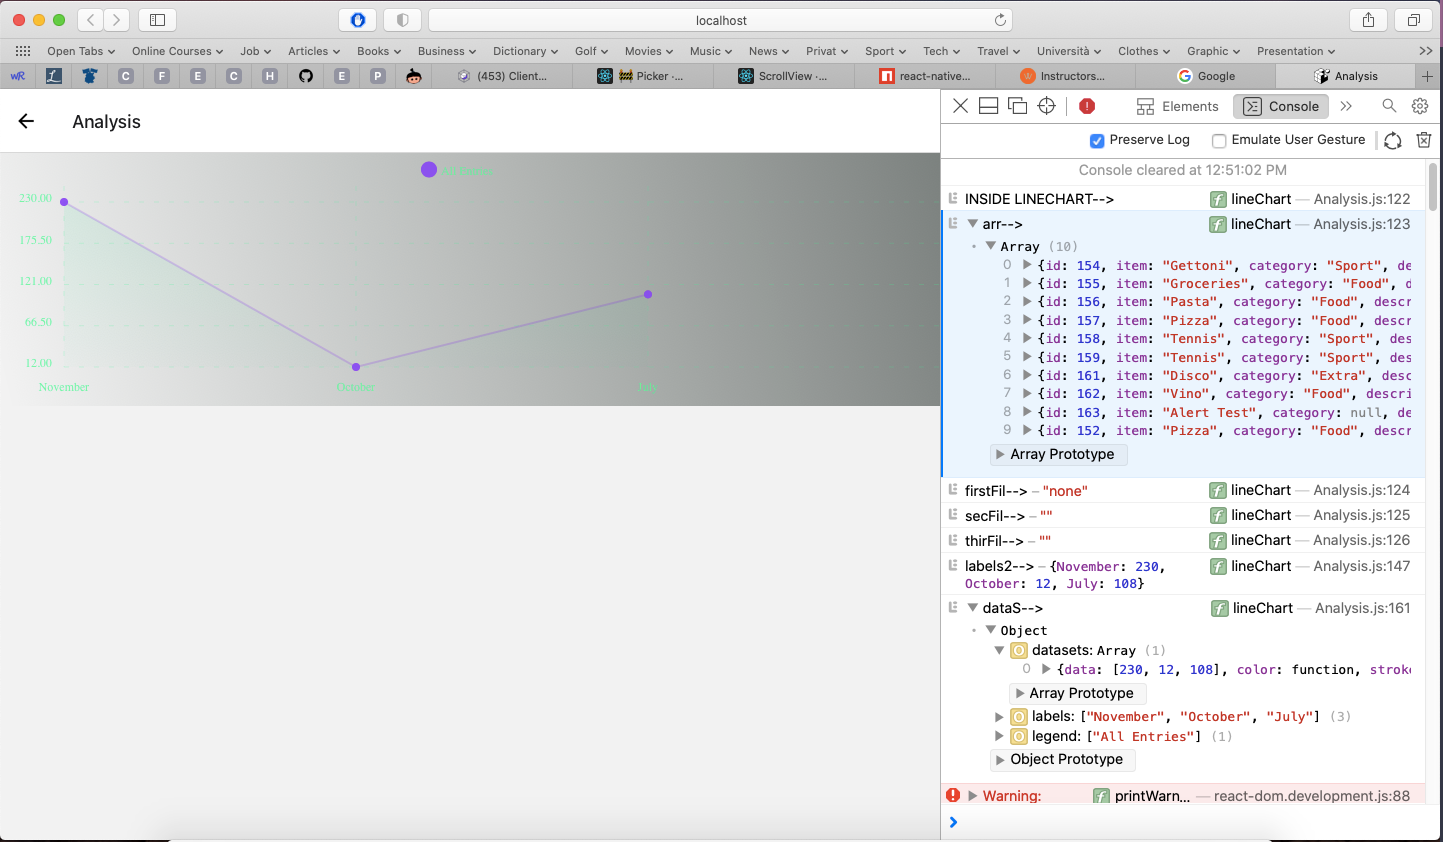 localhost
Open Tabs Online Courses Job Articles Books Business Dictionary Golf Movies Music News Privat Sport Tech Travel Università Clothes Graphic Presentation
wR L C F E C H E P (453) Client... Picker -... ScrollView ·... react-native... Instructors... Google Analysis
Analysis
230.00
175.50
121.00
66.50
12.00
November October July
Elements Console
Preserve Log Emulate User Gesture
Console cleared at 12:51:02 PM
INSIDE LINECHART--> f lineChart — Analysis.js:122
arr--> f lineChart — Analysis.js:123
Array (10)
0 {id: 154, item: "Gettoni", category: "Sport", de
1 {id: 155, item: "Groceries", category: "Food", d
2 {id: 156, item: "Pasta", category: "Food", descr
3 {id: 157, item: "Pizza", category: "Food", descr
4 {id: 158, item: "Tennis", category: "Sport", des
5 {id: 159, item: "Tennis", category: "Sport", des
6 {id: 161, item: "Disco", category: "Extra", desc
7 {id: 162, item: "Vino", category: "Food", descri
8 {id: 163, item: "Alert Test", category: null, de
9 {id: 152, item: "Pizza", category: "Food", descr
Array Prototype
firstFil--> – "none" f lineChart — Analysis.js:124
secFil--> – "" f lineChart — Analysis.js:125
thirFil--> – "" f lineChart — Analysis.js:126
labels2--> – {November: 230, f lineChart — Analysis.js:147
October: 12, July: 108}
dataS--> f lineChart — Analysis.js:161
Object
O datasets: Array (1)
0 {data: [230, 12, 108], color: function, stroke
Array Prototype
O labels: ["November", "October", "July"] (3)
O legend: ["All Entries"] (1)
Object Prototype
Warning: f printWarn... — react-dom.development.js:88